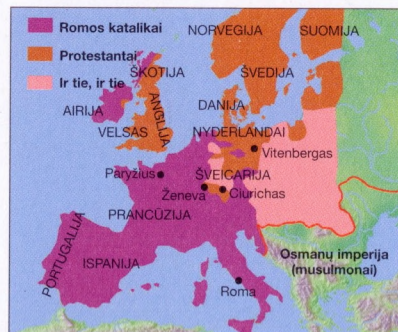 Romos katalikai
Protestantai
Ir tie, ir tie
NORVEGIJA
SUOMIJA
ŠKOTIJA
ŠVEDIJA
AIRIJA
ANGLIJA
DANIJA
VELSAS
NYDERLANDAI
Vitenbergas
Paryžius
ŠVEICARIJA
Ženeva
Ciurichas
PRANCŪZIJA
PORTUGALIJA
ISPANIJA
Osmanų imperija
(musulmonai)
Roma